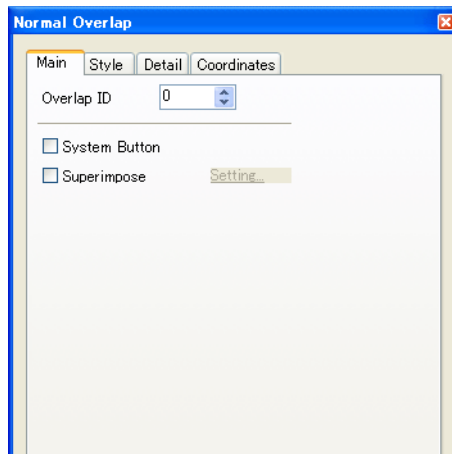 Normal Overlap
Main Style Detail Coordinates
Overlap ID 0
System Button
Superimpose Setting...